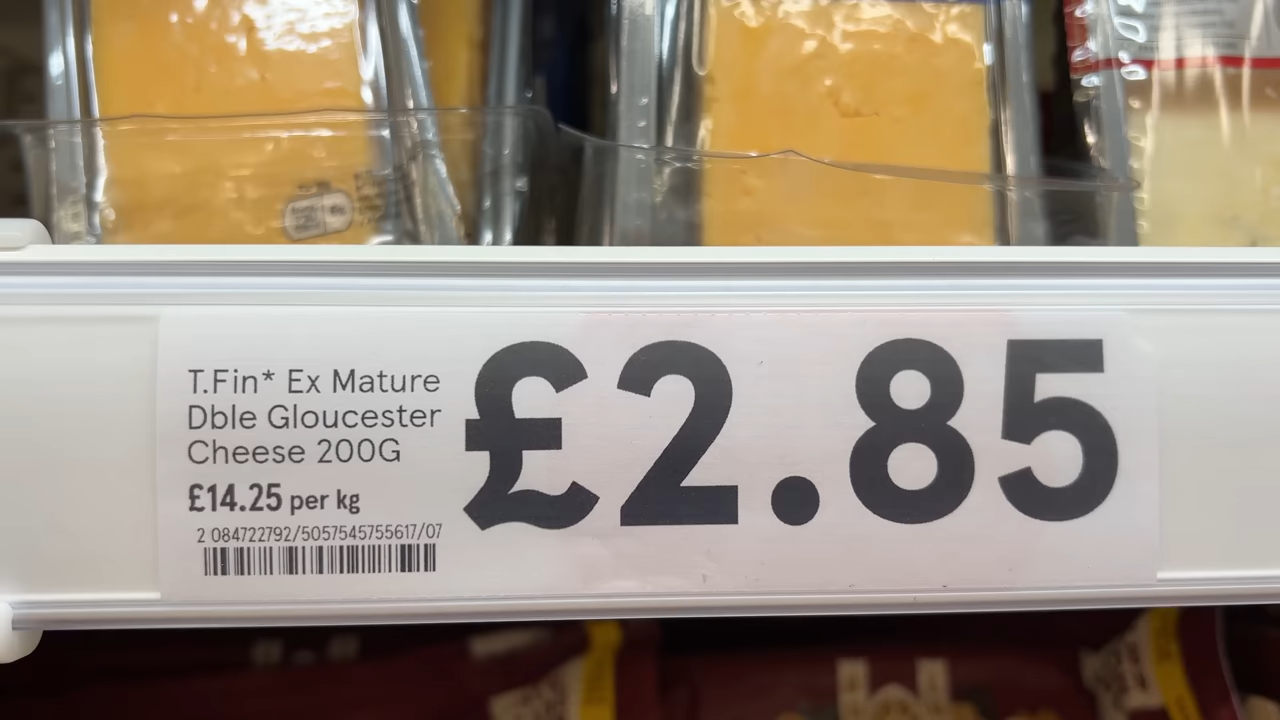 T.Fin* Ex Mature
Dble Gloucester
Cheese 200G
£14.25 per kg
2 084722792/5057545755617/07
£2.85